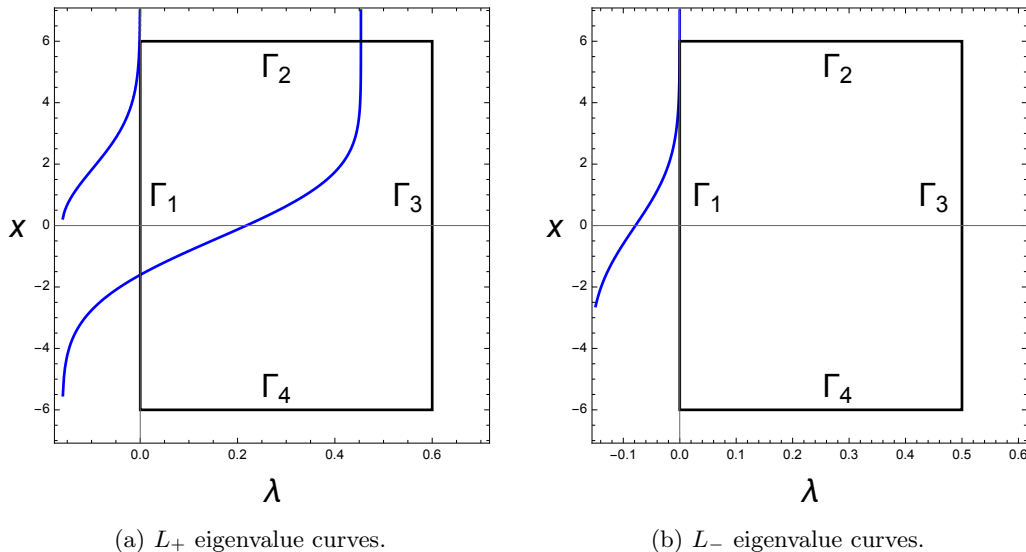 6 Γ₂ 6 Γ₂
4 4
2 2
Γ₁ Γ₃ Γ₁ Γ₃
x 0 x 0
-2 -2
-4 -4
Γ₄ Γ₄
-6 -6
0.0 0.2 0.4 0.6 -0.1 0.0 0.1 0.2 0.3 0.4 0.5 0.6
λ λ
(a) L₊ eigenvalue curves. (b) L₋ eigenvalue curves.